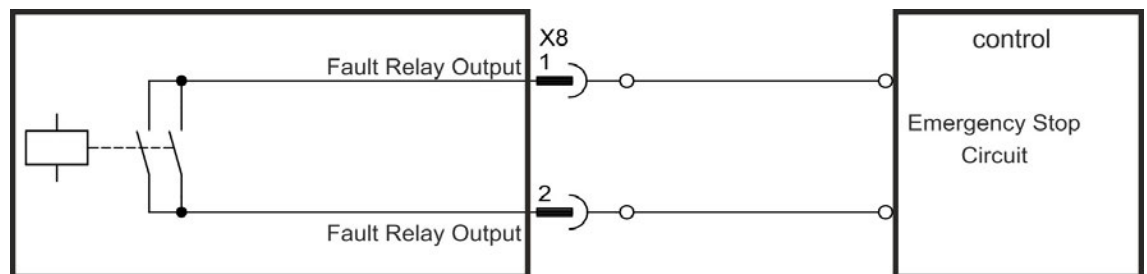 X8
Fault Relay Output
1
2
Fault Relay Output
control
Emergency Stop
Circuit